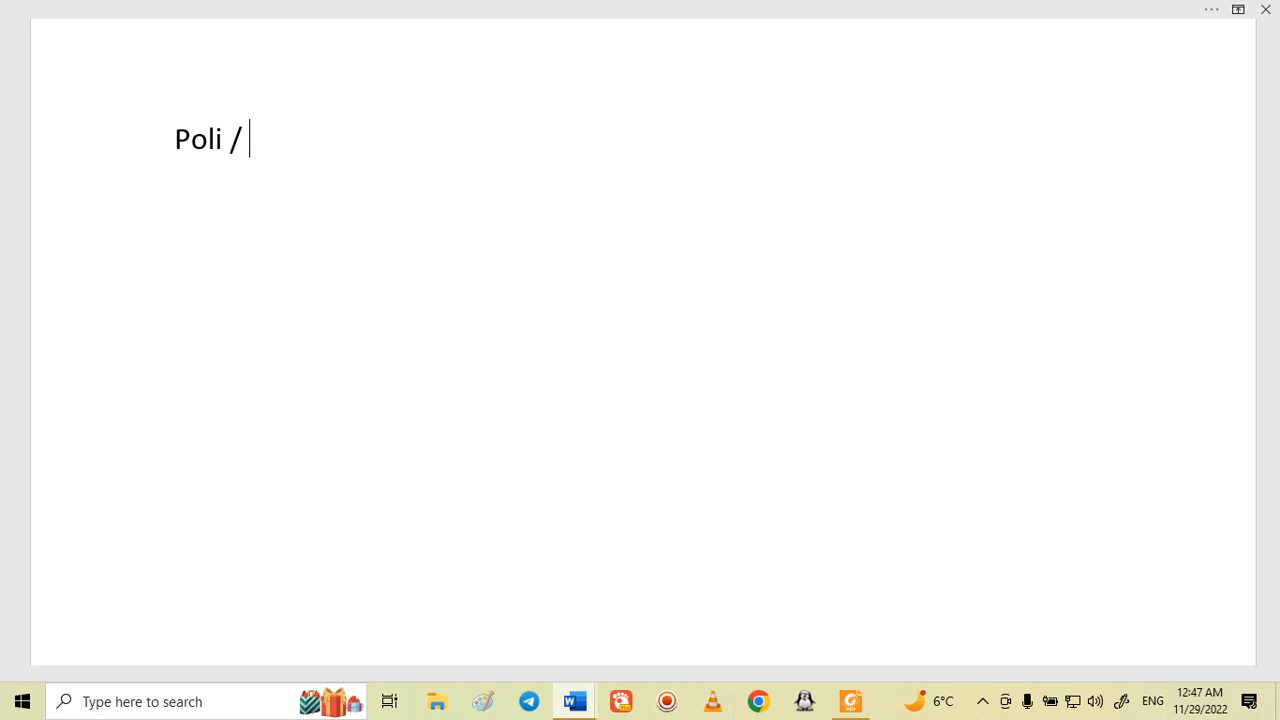 Poli /
Type here to search
6°C
ENG
12:47 AM
11/29/2022